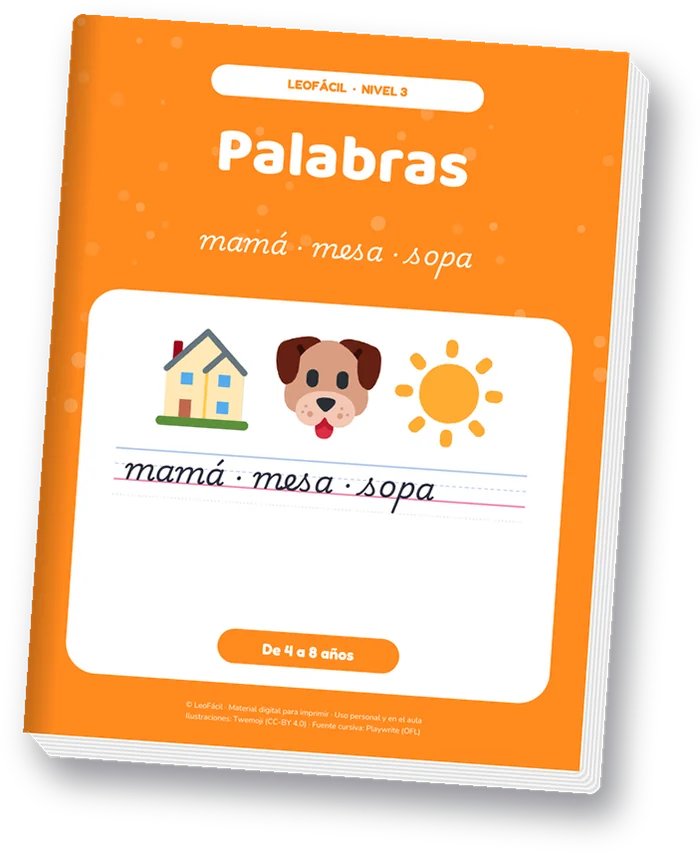 LEOFÁCIL · NIVEL 3
Palabras
mamá · mesa · sopa
mamá · mesa · sopa
De 4 a 8 años
© LeoFácil · Material digital para imprimir · Uso personal y en el aula
Ilustraciones: Twemoji (CC-BY 4.0) · Fuente cursiva: Playwrite (OFL)